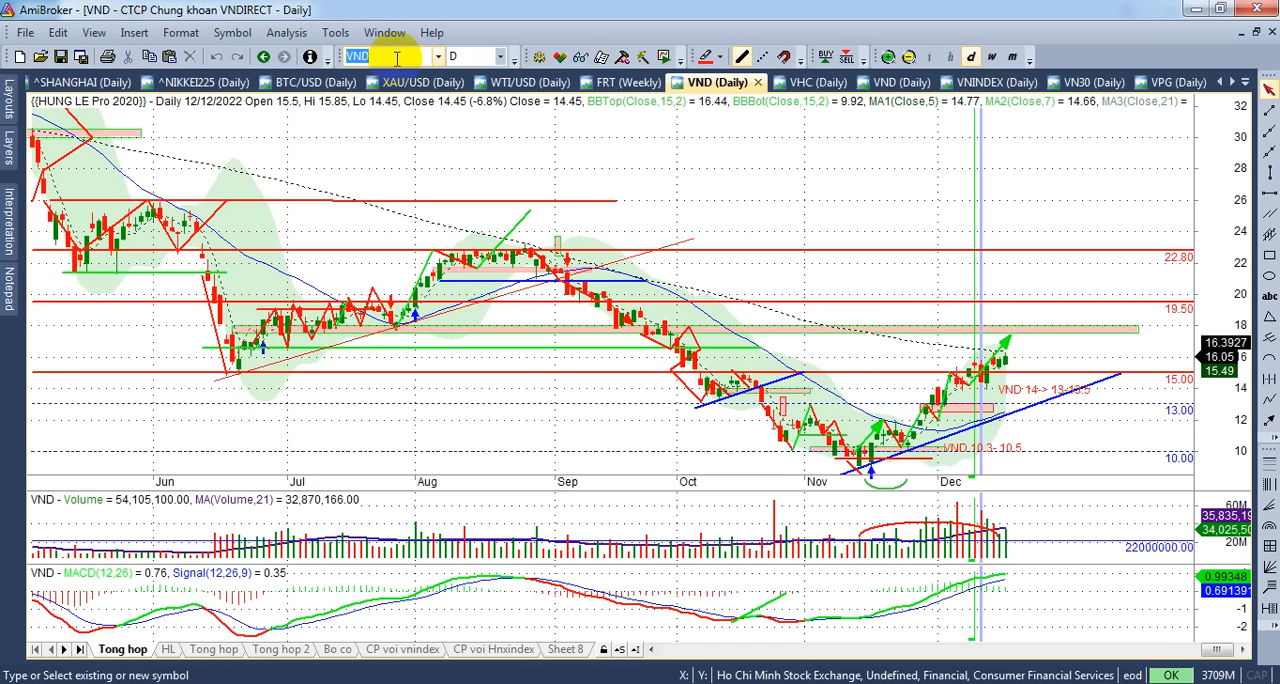 AmiBroker - [VND - CTCP Chung khoan VNDIRECT - Daily]
File Edit View Insert Format Symbol Analysis Tools Window Help
VND D BUY SELL i h d w m
^SHANGHAI (Daily) ^NIKKEI225 (Daily) BTC/USD (Daily) XAU/USD (Daily) WTI/USD (Daily) FRT (Weekly) VND (Daily) VHC (Daily) VND (Daily) VNINDEX (Daily) VN30 (Daily) VPG (Daily)
Layouts
Layers
Interpretation
Notepad
{{HUNG LE Pro 2020}} - Daily 12/12/2022 Open 15.5, Hi 15.85, Lo 14.45, Close 14.45 (-6.8%) Close = 14.45, BBTop(Close,15,2) = 16.44, BBBot(Close,15,2) = 9.92, MA1(Close,5) = 14.77, MA2(Close,7) = 14.66, MA3(Close,21) =
32
30
28
26
24
22.80
22
20
19.50
18
16.3927
16.05
6
15.49
15.00
14
VND 14-> 13-13.5
13.00
12
VND 10.3- 10.5
10
10.00
Jun Jul Aug Sep Oct Nov Dec
VND - Volume = 54,105,100.00, MA(Volume,21) = 32,870,166.00
60M
35,835,19
34,025,50
20M
22000000.00
VND - MACD(12,26) = 0.76, Signal(12,26,9) = 0.35
0.99348
0.691391
-1
-2
Tong hop HL Tong hop Tong hop 2 Bo co CP voi vnindex CP voi Hnxindex Sheet 8
abc
Type or Select existing or new symbol X: Y: Ho Chi Minh Stock Exchange, Undefined, Financial, Consumer Financial Services eod OK 3709M CAP